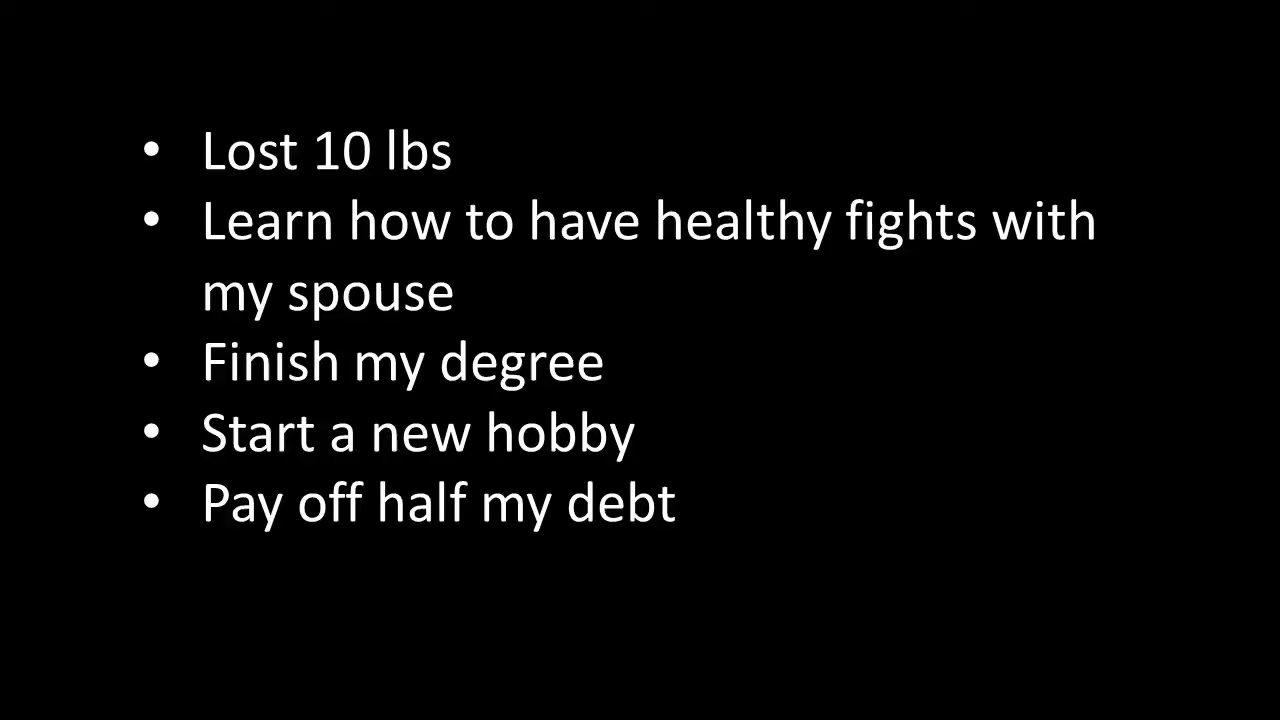 • Lost 10 lbs
• Learn how to have healthy fights with
my spouse
• Finish my degree
• Start a new hobby
• Pay off half my debt